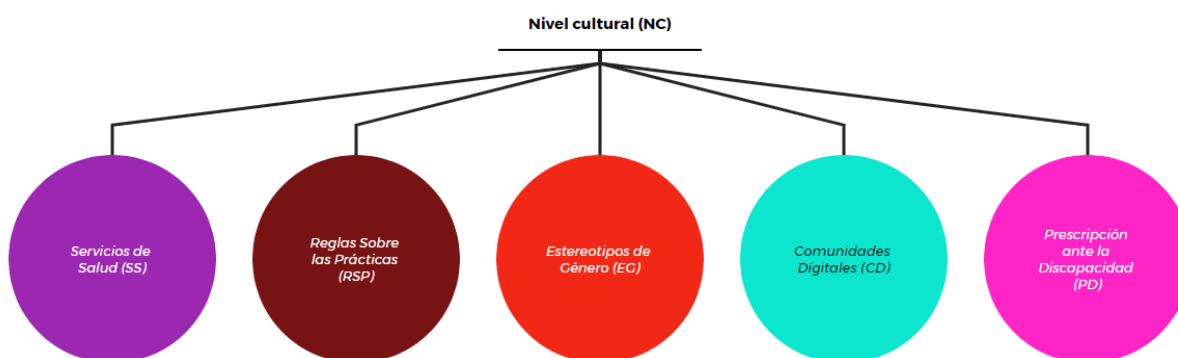 Nivel cultural (NC)
Servicios de
Salud (SS)
Reglas Sobre
las Prácticas
(RSP)
Estereotipos de
Género (EG)
Comunidades
Digitales (CD)
Prescripción
ante la
Discapacidad
(PD)